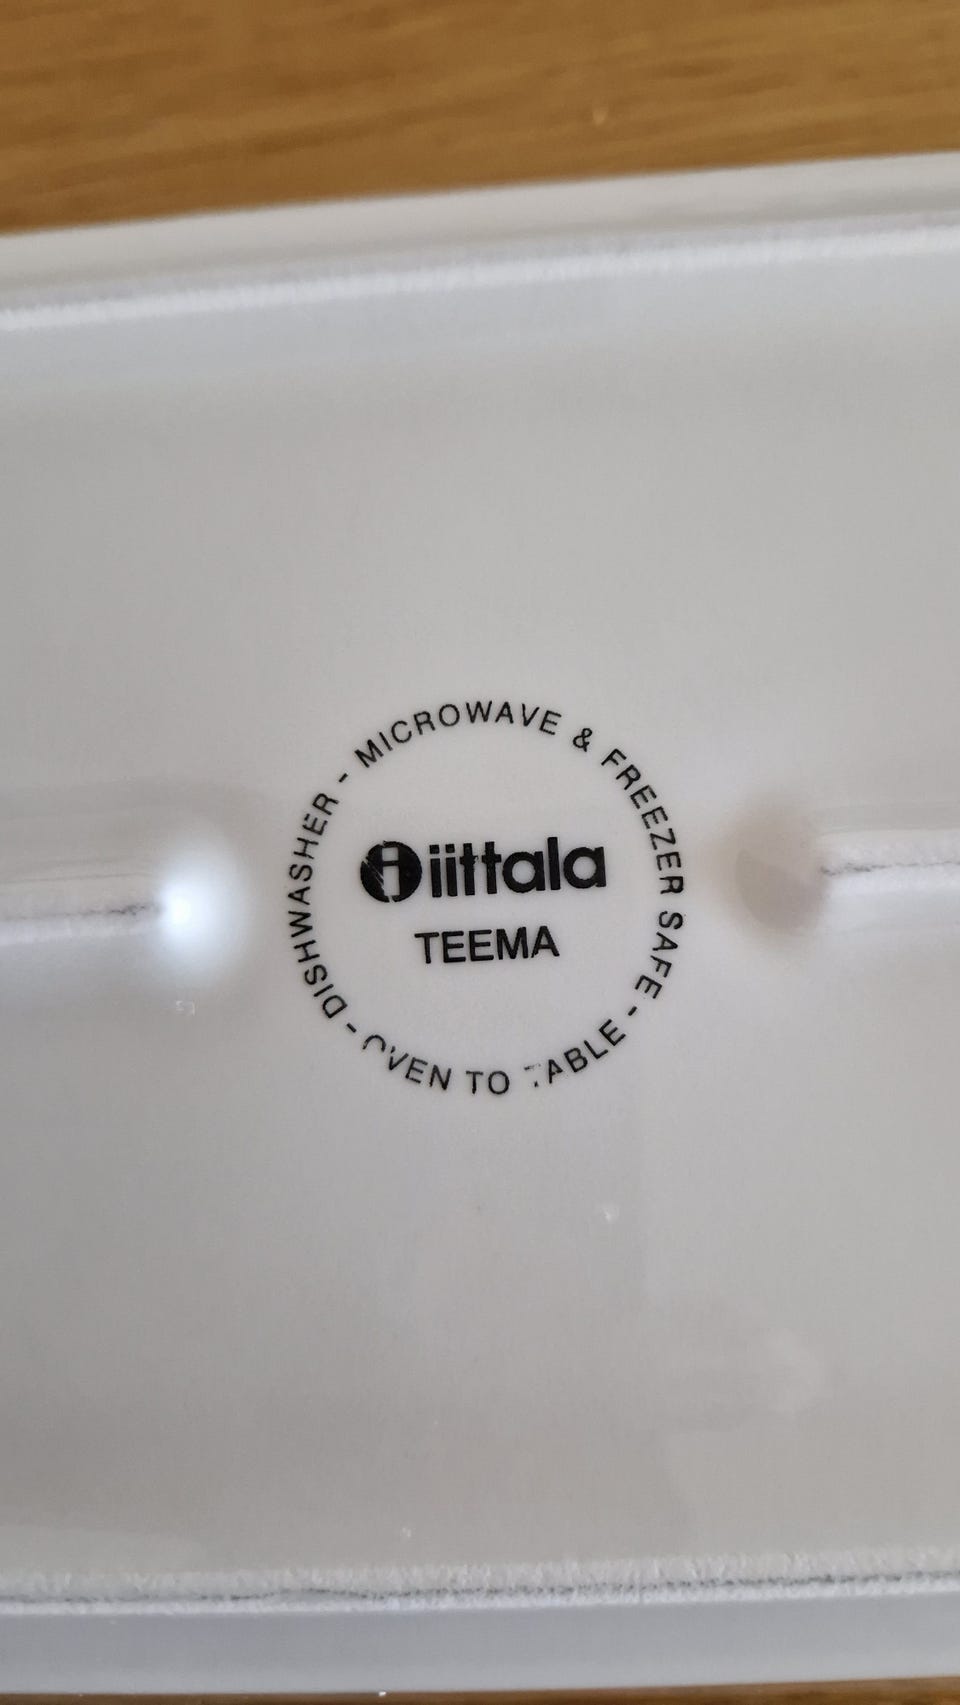 DISHWASHER - MICROWAVE & FREEZER SAFE - OVEN TO TABLE -
iittala
TEEMA